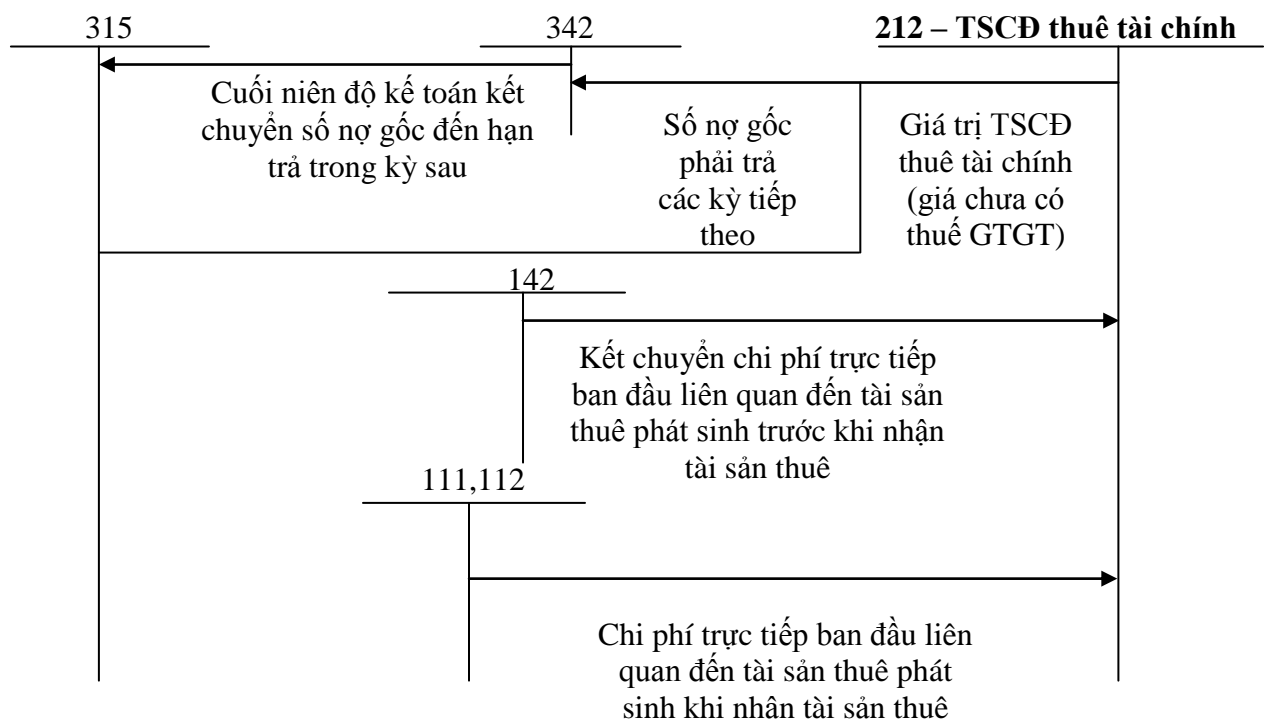 315
342
212 – TSCĐ thuê tài chính
Cuối niên độ kế toán kết
chuyển số nợ gốc đến hạn
trả trong kỳ sau
Số nợ gốc
phải trả
các kỳ tiếp
theo
Giá trị TSCĐ
thuê tài chính
(giá chưa có
thuế GTGT)
142
Kết chuyển chi phí trực tiếp
ban đầu liên quan đến tài sản
thuê phát sinh trước khi nhận
tài sản thuê
111,112
Chi phí trực tiếp ban đầu liên
quan đến tài sản thuê phát
sinh khi nhận tài sản thuê